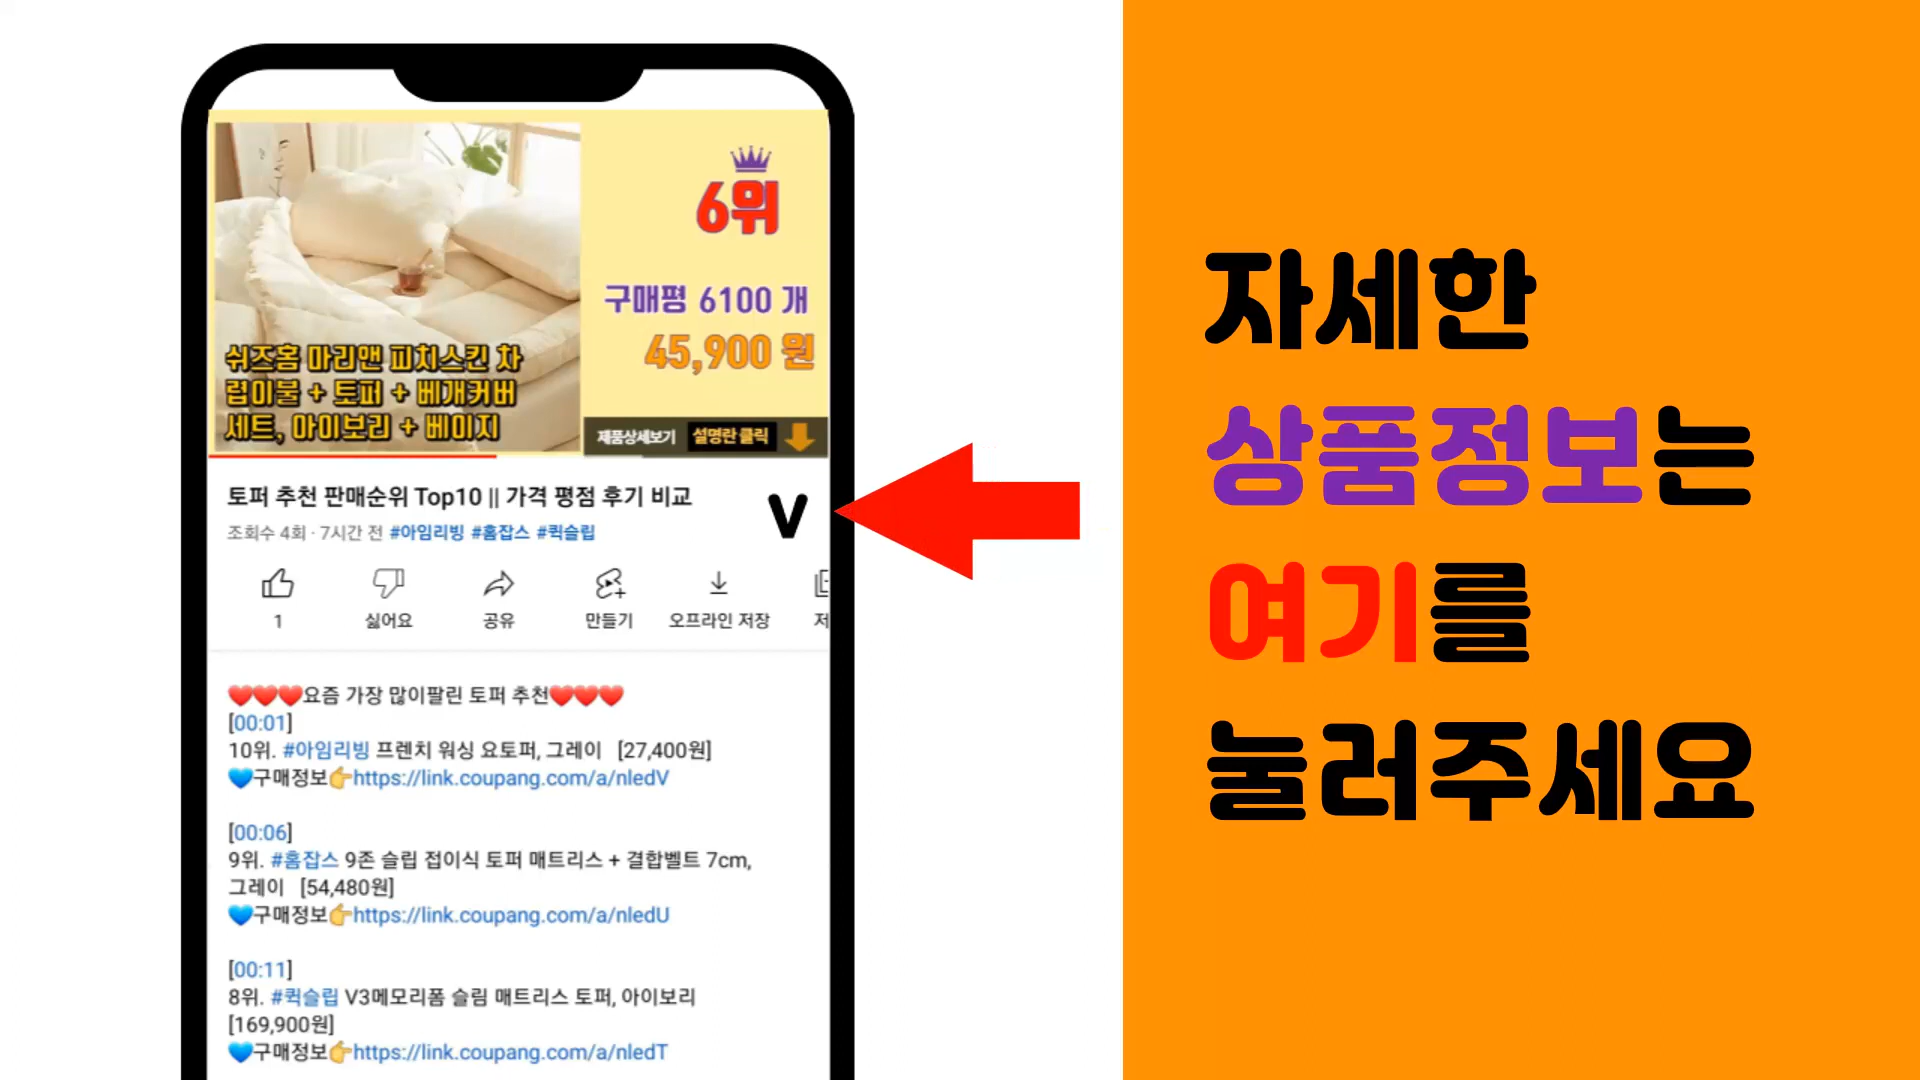 6위
구매평 6100 개
45,900 원
쉬즈홈 마리앤 피치스킨 차
렵이불 + 토퍼 + 베개커버
세트, 아이보리 + 베이지
제품상세보기 설명란 클릭
토퍼 추천 판매순위 Top10 || 가격 평점 후기 비교
V
조회수 4회 · 7시간 전 #아임리빙 #홈잡스 #퀵슬립
1 싫어요 공유 만들기 오프라인 저장 저
❤️❤️❤️요즘 가장 많이팔린 토퍼 추천❤️❤️❤️
[00:01]
10위. #아임리빙 프렌치 워싱 요토퍼, 그레이 [27,400원]
💙구매정보👉https://link.coupang.com/a/nledV
[00:06]
9위. #홈잡스 9존 슬립 접이식 토퍼 매트리스 + 결합벨트 7cm,
그레이 [54,480원]
💙구매정보👉https://link.coupang.com/a/nledU
[00:11]
8위. #퀵슬립 V3메모리폼 슬림 매트리스 토퍼, 아이보리
[169,900원]
💙구매정보👉https://link.coupang.com/a/nledT
자세한
상품정보는
여기를
눌러주세요